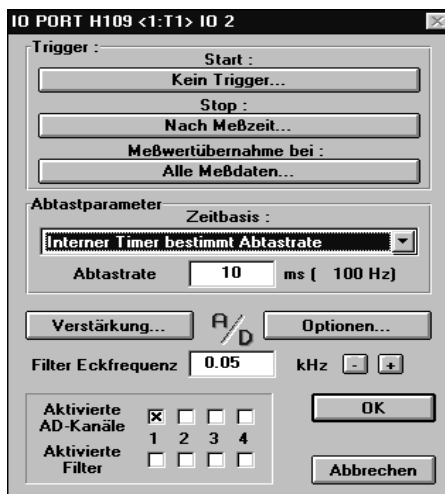 IO PORT H109 <1:T1> IO 2
Trigger :
Start :
Kein Trigger...
Stop :
Nach Meßzeit...
Meßwertübernahme bei :
Alle Meßdaten...
Abtastparameter
Zeitbasis :
Interner Timer bestimmt Abtastrate
Abtastrate 10 ms ( 100 Hz)
Verstärkung... A/D Optionen...
Filter Eckfrequenz 0.05 kHz - +
Aktivierte
AD-Kanäle
1 2 3 4
Aktivierte
Filter
OK
Abbrechen